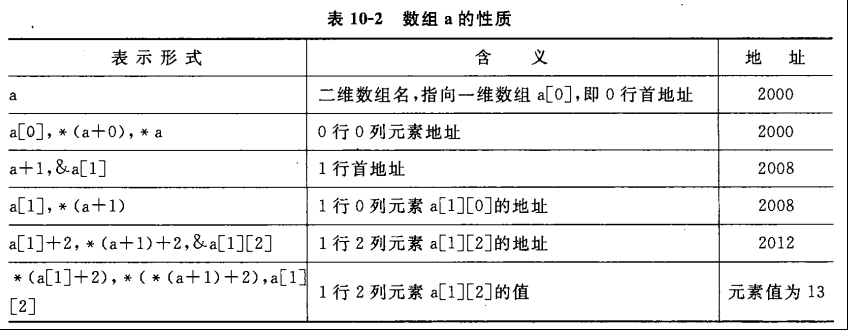 表 10-2 数组 a 的性质
表 示 形 式 含 义 地 址
a 二维数组名,指向一维数组 a[0],即 0 行首地址 2000
a[0], *(a+0), *a 0 行 0 列元素地址 2000
a+1,&a[1] 1 行首地址 2008
a[1], *(a+1) 1 行 0 列元素 a[1][0]的地址 2008
a[1]+2, *(a+1)+2,&a[1][2] 1 行 2 列元素 a[1][2]的地址 2012
*(a[1]+2), *(*(a+1)+2),a[1]
[2] 1 行 2 列元素 a[1][2]的值 元素值为 13